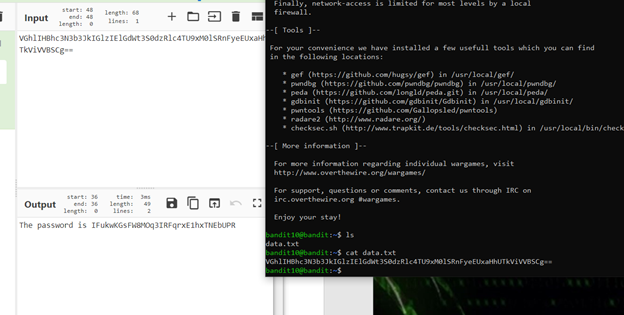 Input
start: 48
end: 48
length: 0
length: 68
lines: 1
TkViVVBSCg==
Output
start: 36
end: 36
length: 0
time: 3ms
length: 49
lines: 2
The password is IFukwKGsFW8MOq3IRFqrxE1hxTNEbUPR
Finally, network-access is limited for most levels by a local
firewall.
--[ Tools ]--
For your convenience we have installed a few usefull tools which you can find
in the following locations:
* gef (https://github.com/hugsy/gef) in /usr/local/gef/
* pwndbg (https://github.com/pwndbg/pwndbg) in /usr/local/pwndbg/
* peda (https://github.com/longld/peda.git) in /usr/local/peda/
* gdbinit (https://github.com/gdbinit/Gdbinit) in /usr/local/gdbinit/
* pwntools (https://github.com/Gallopsled/pwntools)
* radare2 (http://www.radare.org/)
* checksec.sh (http://www.trapkit.de/tools/checksec.html) in /usr/local/bin/check
--[ More information ]--
For more information regarding individual wargames, visit
http://www.overthewire.org/wargames/
For support, questions or comments, contact us through IRC on
irc.overthewire.org #wargames.
Enjoy your stay!
bandit10@bandit:~$ ls
data.txt
bandit10@bandit:~$ cat data.txt
VGhlIHBhc3N3b3JkIGlzIElGdWt3S0dzRlc4TU9xM0lSRnFyeEUxaHhUTkViVVBSCg==
bandit10@bandit:~$